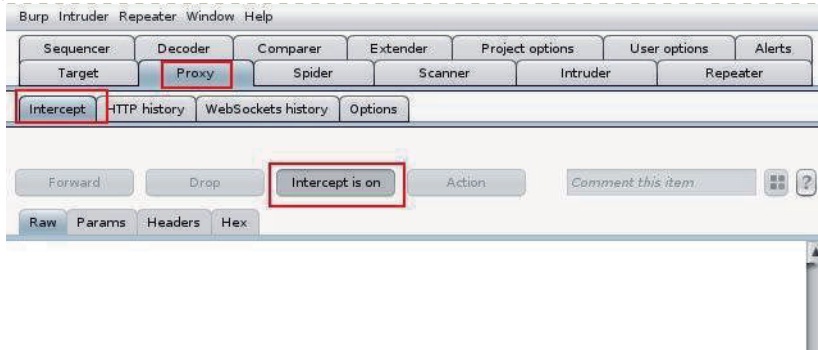 Burp Intruder Repeater Window Help
Sequencer Decoder Comparer Extender Project options User options Alerts
Target Proxy Spider Scanner Intruder Repeater
Intercept HTTP history WebSockets history Options
Forward Drop Intercept is on Action Comment this item ?
Raw Params Headers Hex